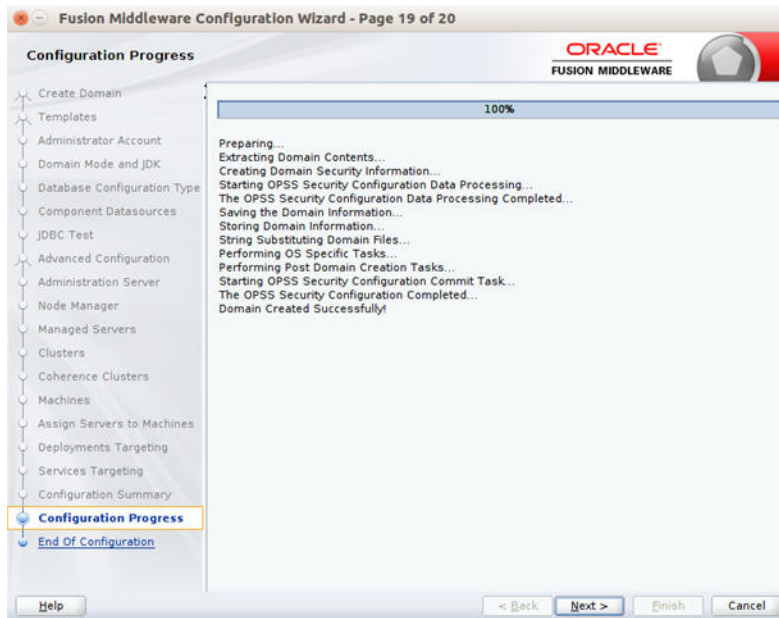 Fusion Middleware Configuration Wizard - Page 19 of 20
Configuration Progress
ORACLE
FUSION MIDDLEWARE
Create Domain
Templates
Administrator Account
Domain Mode and JDK
Database Configuration Type
Component Datasources
JDBC Test
Advanced Configuration
Administration Server
Node Manager
Managed Servers
Clusters
Coherence Clusters
Machines
Assign Servers to Machines
Deployments Targeting
Services Targeting
Configuration Summary
Configuration Progress
End Of Configuration
100%
Preparing...
Extracting Domain Contents...
Creating Domain Security Information...
Starting OPSS Security Configuration Data Processing...
The OPSS Security Configuration Data Processing Completed...
Saving the Domain Information...
Storing Domain Information...
String Substituting Domain Files...
Performing OS Specific Tasks...
Performing Post Domain Creation Tasks...
Starting OPSS Security Configuration Commit Task...
The OPSS Security Configuration Completed...
Domain Created Successfully!
Help
< Back
Next >
Finish
Cancel